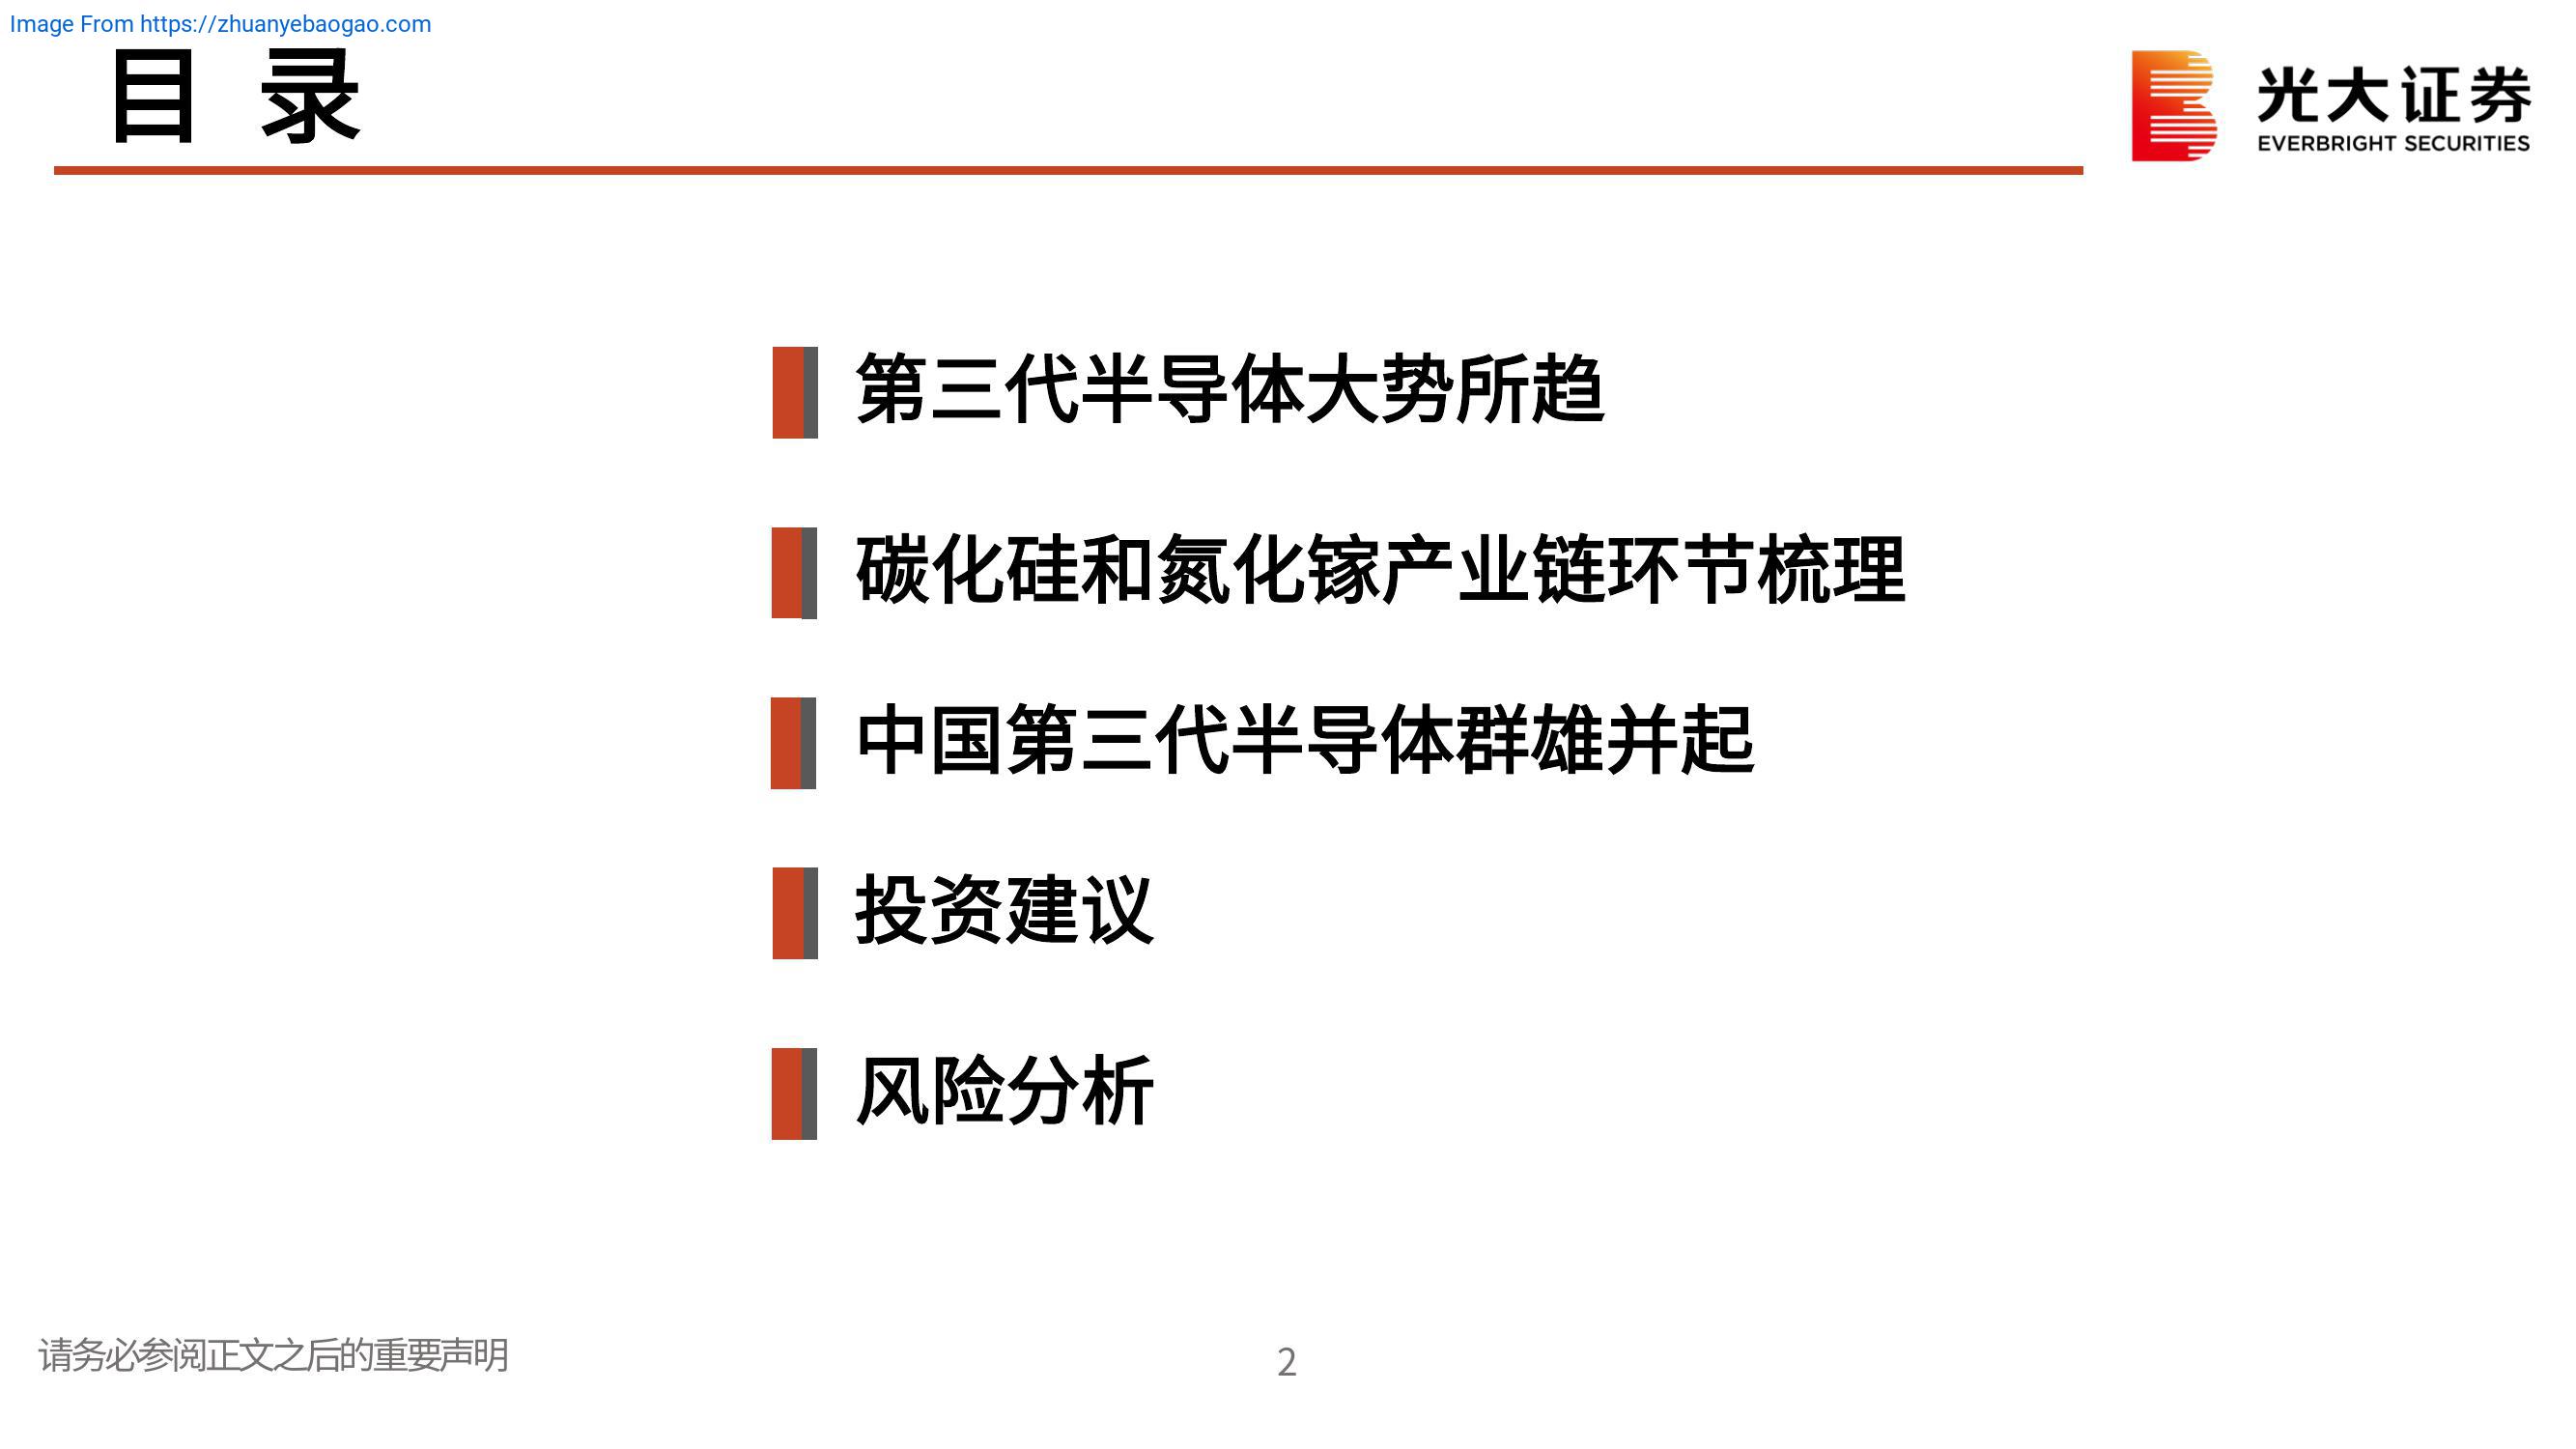 Image From https://zhuanyebaogao.com
目 录
光大证券
EVERBRIGHT SECURITIES
第三代半导体大势所趋
碳化硅和氮化镓产业链环节梳理
中国第三代半导体群雄并起
投资建议
风险分析
请务必参阅正文之后的重要声明
2